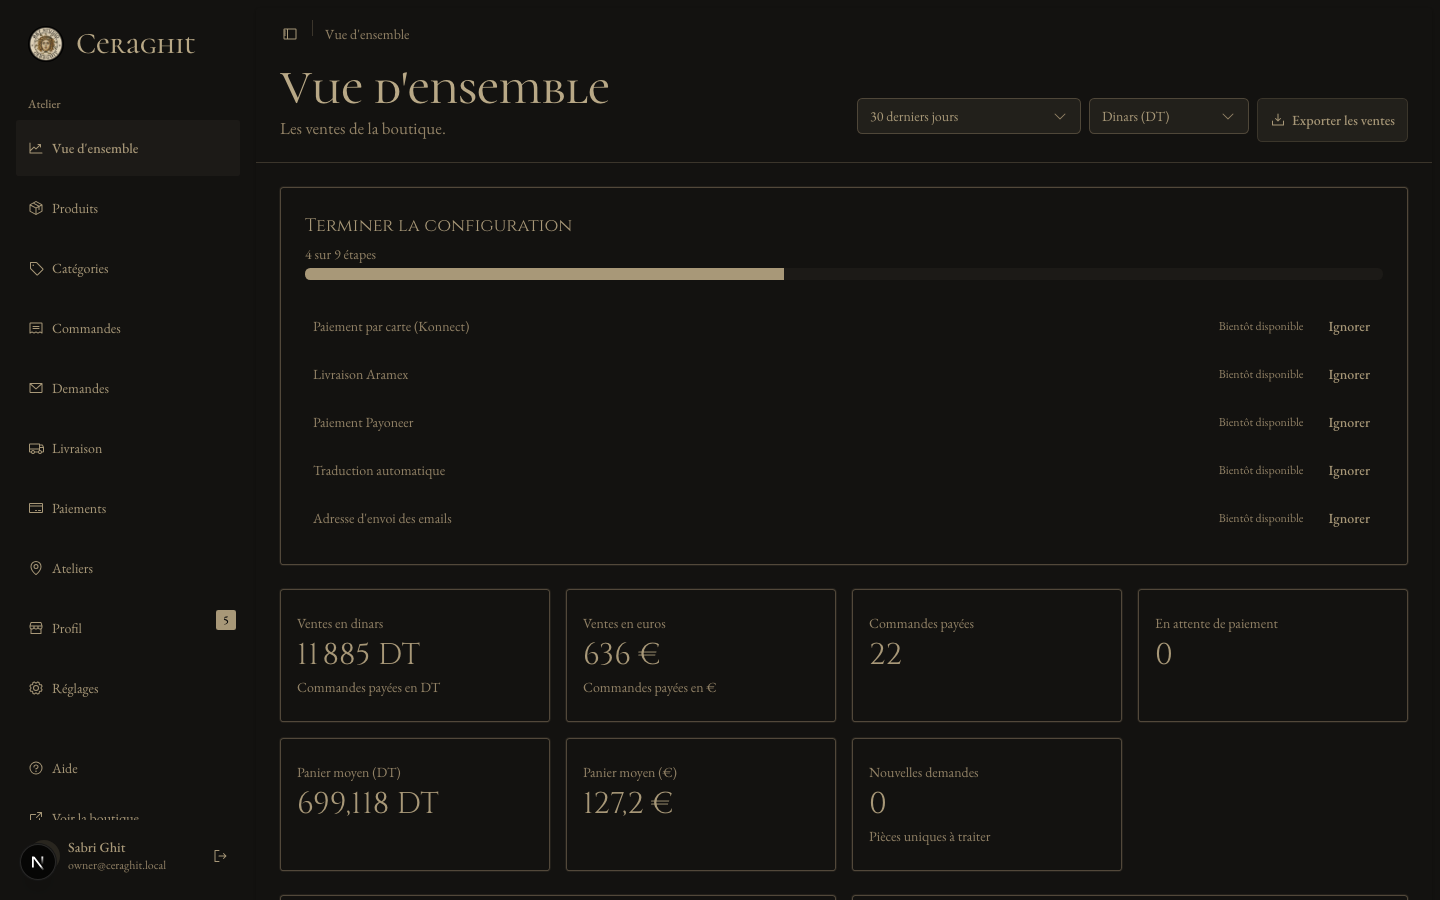 Ceraghit
Atelier
Vue d'ensemble
Produits
Catégories
Commandes
Demandes
Livraison
Paiements
Ateliers
Profil
5
Réglages
Aide
Voir la boutique
N
Sabri Ghit
owner@ceraghit.local
Vue d'ensemble
Vue d'ensemble
Les ventes de la boutique.
30 derniers jours
Dinars (DT)
Exporter les ventes
Terminer la configuration
4 sur 9 étapes
Paiement par carte (Konnect) Bientôt disponible Ignorer
Livraison Aramex Bientôt disponible Ignorer
Paiement Payoneer Bientôt disponible Ignorer
Traduction automatique Bientôt disponible Ignorer
Adresse d'envoi des emails Bientôt disponible Ignorer
Ventes en dinars
11 885 DT
Commandes payées en DT
Ventes en euros
636 €
Commandes payées en €
Commandes payées
22
En attente de paiement
0
Panier moyen (DT)
699,118 DT
Panier moyen (€)
127,2 €
Nouvelles demandes
0
Pièces uniques à traiter